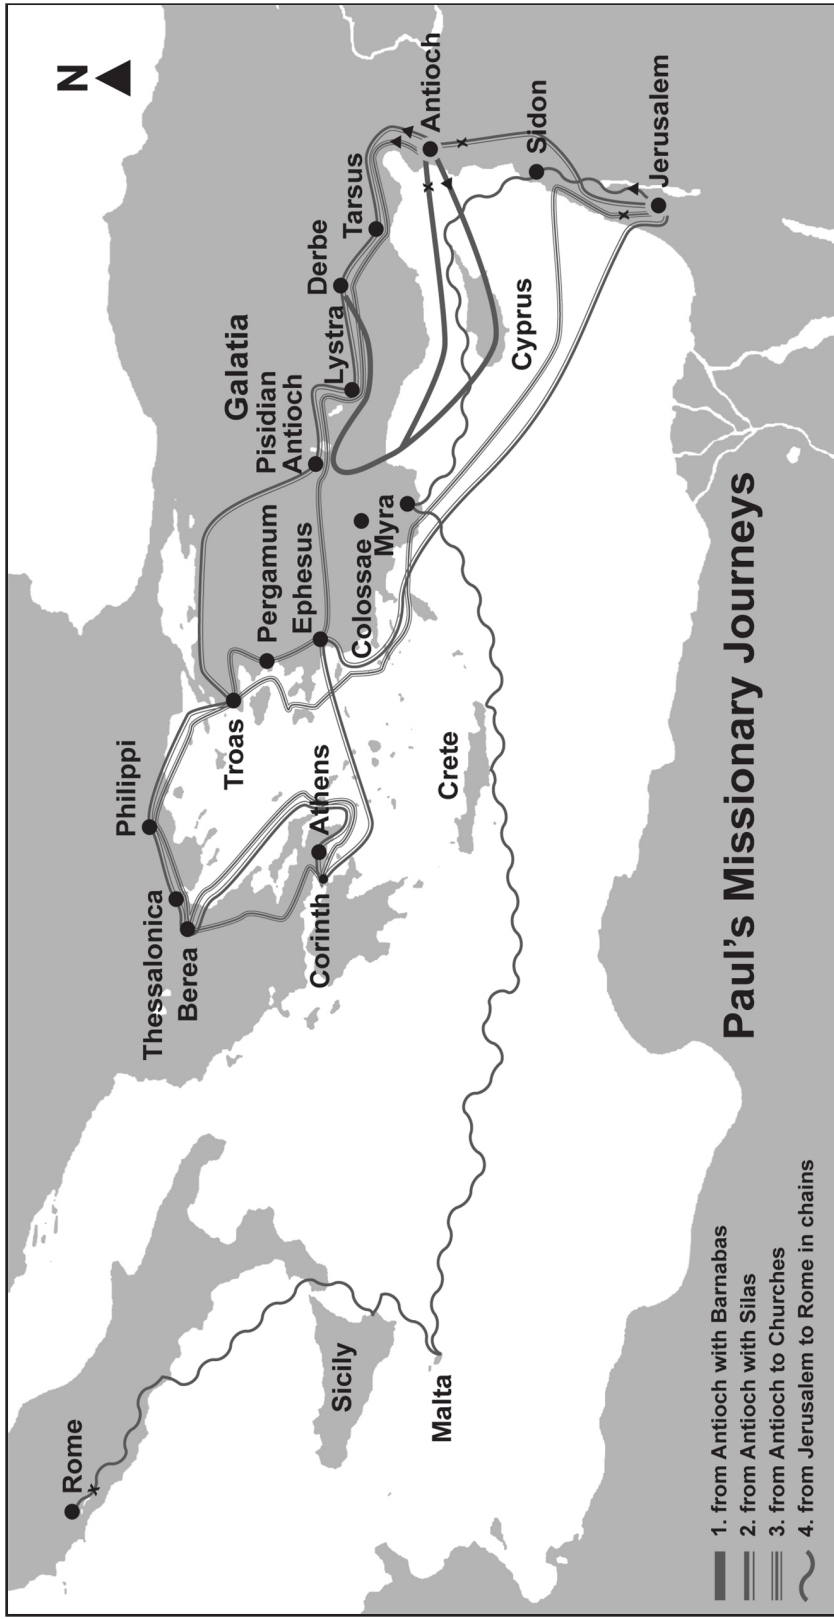 N
Rome
Sicily
Malta
Thessalonica
Berea
Philippi
Corinth
Athens
Troas
Crete
Pergamum
Ephesus
Colossae
Myra
Galatia
Pisidian
Antioch
Lystra
Derbe
Tarsus
Cyprus
Antioch
Sidon
Jerusalem
Paul's Missionary Journeys
1. from Antioch with Barnabas
2. from Antioch with Silas
3. from Antioch to Churches
4. from Jerusalem to Rome in chains